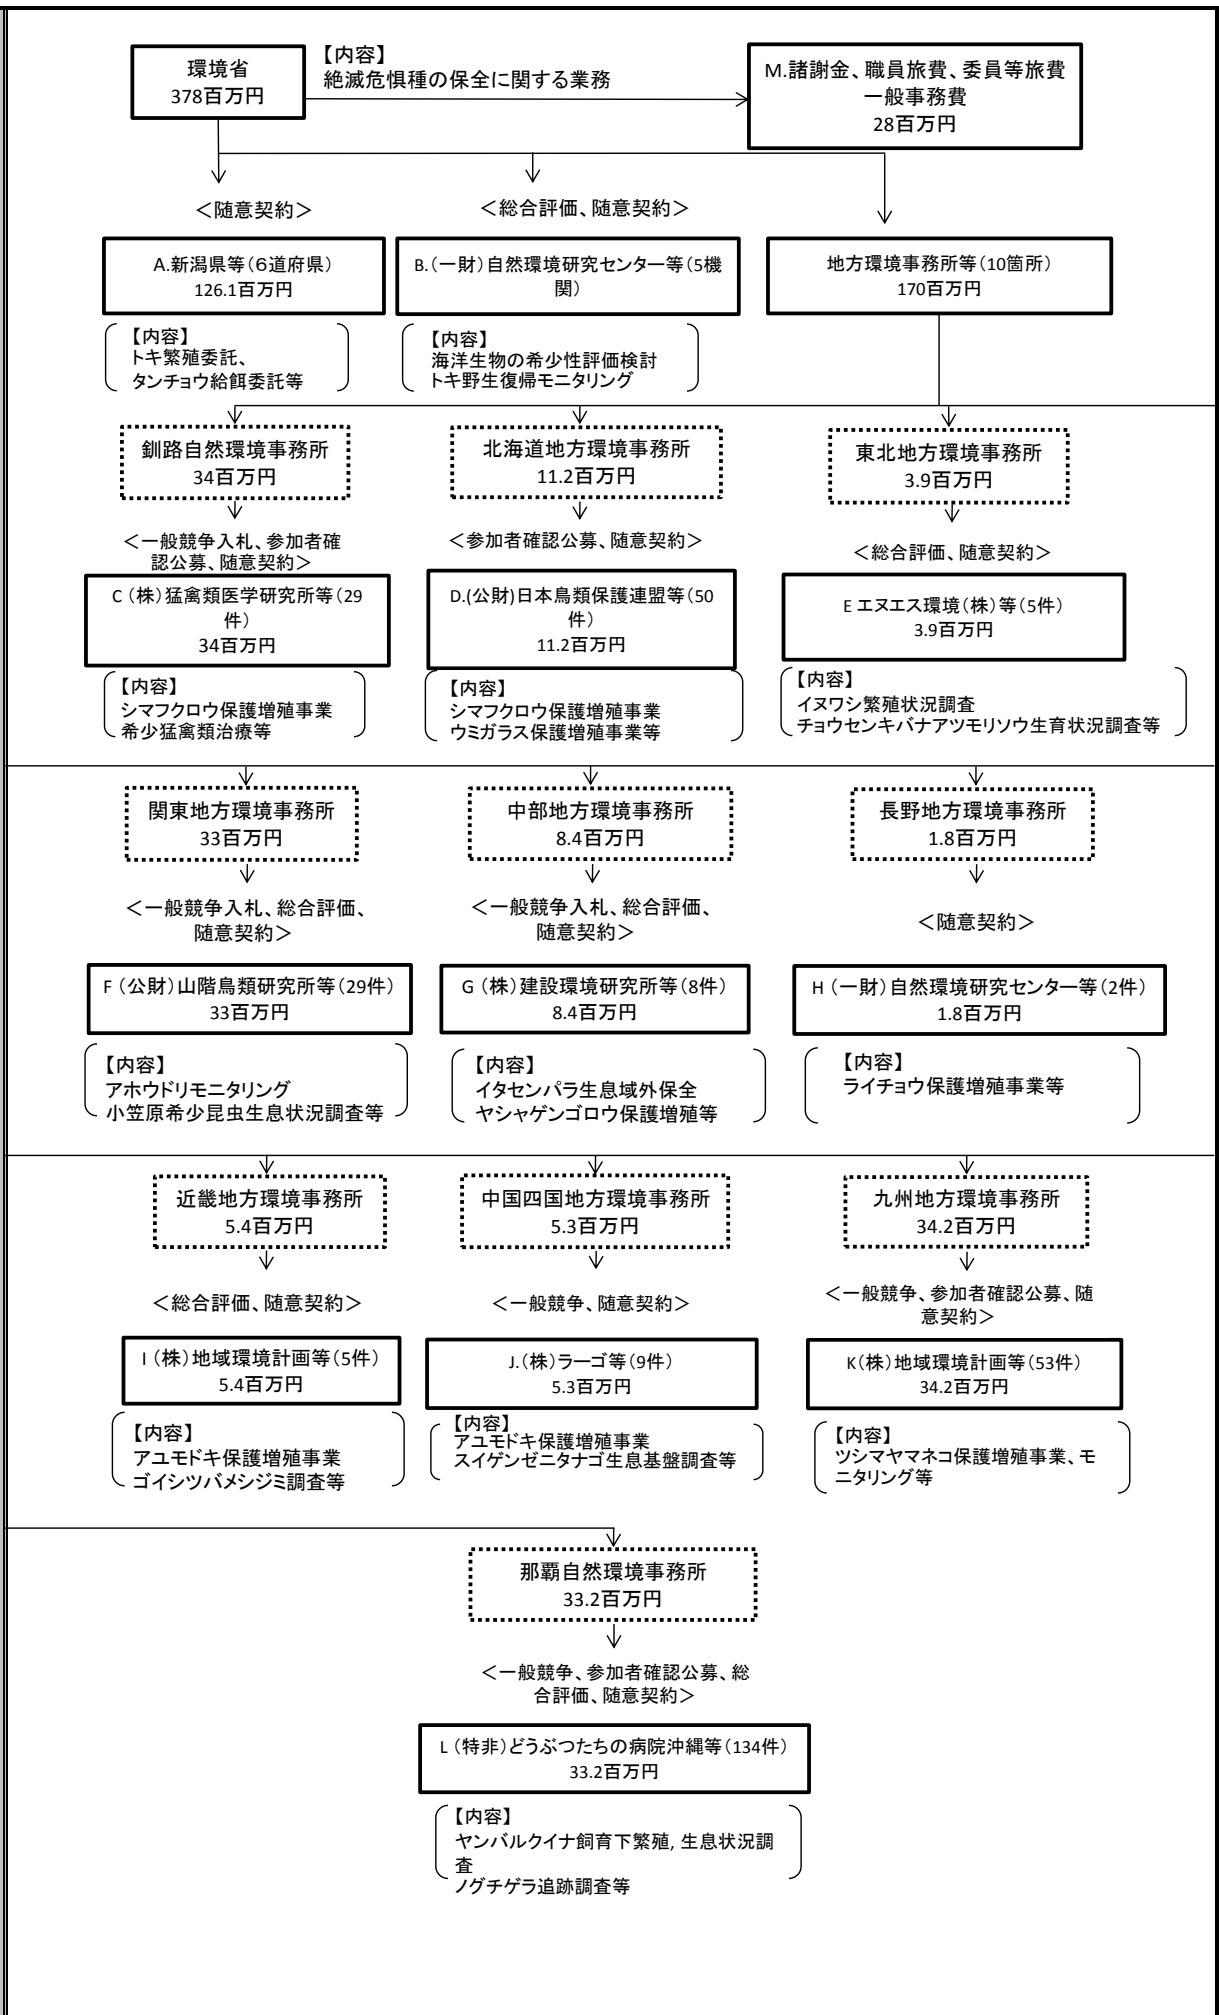 環境省
378百万円
【内容】
絶滅危惧種の保全に関する業務
M.諸謝金、職員旅費、委員等旅費
一般事務費
28百万円
＜随意契約＞
＜総合評価、随意契約＞
A.新潟県等（6道府県）
126.1百万円
B.（一財）自然環境研究センター等（5機
関）
地方環境事務所等（10箇所）
170百万円
【内容】
トキ繁殖委託、
タンチョウ給餌委託等
【内容】
海洋生物の希少性評価検討
トキ野生復帰モニタリング
釧路自然環境事務所
34百万円
北海道地方環境事務所
11.2百万円
東北地方環境事務所
3.9百万円
＜一般競争入札、参加者確
認公募、随意契約＞
＜参加者確認公募、随意契約＞
＜総合評価、随意契約＞
C（株）猛禽類医学研究所等（29
件）
34百万円
D.(公財)日本鳥類保護連盟等（50
件）
11.2百万円
E エヌエス環境（株）等（5件）
3.9百万円
【内容】
シマフクロウ保護増殖事業
希少猛禽類治療等
【内容】
シマフクロウ保護増殖事業
ウミガラス保護増殖事業等
【内容】
イヌワシ繁殖状況調査
チョウセンキバナアツモリソウ生育状況調査等
関東地方環境事務所
33百万円
中部地方環境事務所
8.4百万円
長野地方環境事務所
1.8百万円
＜一般競争入札、総合評価、
随意契約＞
＜一般競争入札、総合評価、
随意契約＞
＜随意契約＞
F（公財）山階鳥類研究所等（29件）
33百万円
G（株）建設環境研究所等（8件）
8.4百万円
H（一財）自然環境研究センター等（2件）
1.8百万円
【内容】
アホウドリモニタリング
小笠原希少昆虫生息状況調査等
【内容】
イタセンパラ生息域外保全
ヤシャゲンゴロウ保護増殖等
【内容】
ライチョウ保護増殖事業等
近畿地方環境事務所
5.4百万円
中国四国地方環境事務所
5.3百万円
九州地方環境事務所
34.2百万円
＜総合評価、随意契約＞
＜一般競争、随意契約＞
＜一般競争、参加者確認公募、随
意契約＞
I（株）地域環境計画等（5件）
5.4百万円
J.（株）ラーゴ等（9件）
5.3百万円
K（株）地域環境計画等（53件）
34.2百万円
【内容】
アユモドキ保護増殖事業
ゴイシツバメシジミ調査等
【内容】
アユモドキ保護増殖事業
スイゲンゼニタナゴ生息基盤調査等
【内容】
ツシマヤマネコ保護増殖事業、モ
ニタリング等
那覇自然環境事務所
33.2百万円
＜一般競争、参加者確認公募、総
合評価、随意契約＞
L（特非）どうぶつたちの病院沖縄等（134件）
33.2百万円
【内容】
ヤンバルクイナ飼育下繁殖, 生息状況調
査
ノグチゲラ追跡調査等